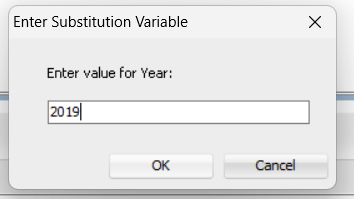 Enter Substitution Variable
Enter value for Year:
2019
OK Cancel